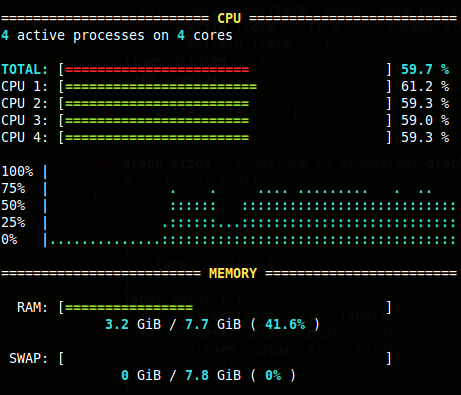 ========================== CPU ==========================
4 active processes on 4 cores
TOTAL: [======================= ] 59.7 %
CPU 1: [======================== ] 61.2 %
CPU 2: [======================= ] 59.3 %
CPU 3: [======================= ] 59.0 %
CPU 4: [======================= ] 59.3 %
100% |
75% |
50% |
25% |
0% |
========================= MEMORY ========================
RAM: [================ ]
3.2 GiB / 7.7 GiB ( 41.6% )
SWAP: [ ]
0 GiB / 7.8 GiB ( 0% )